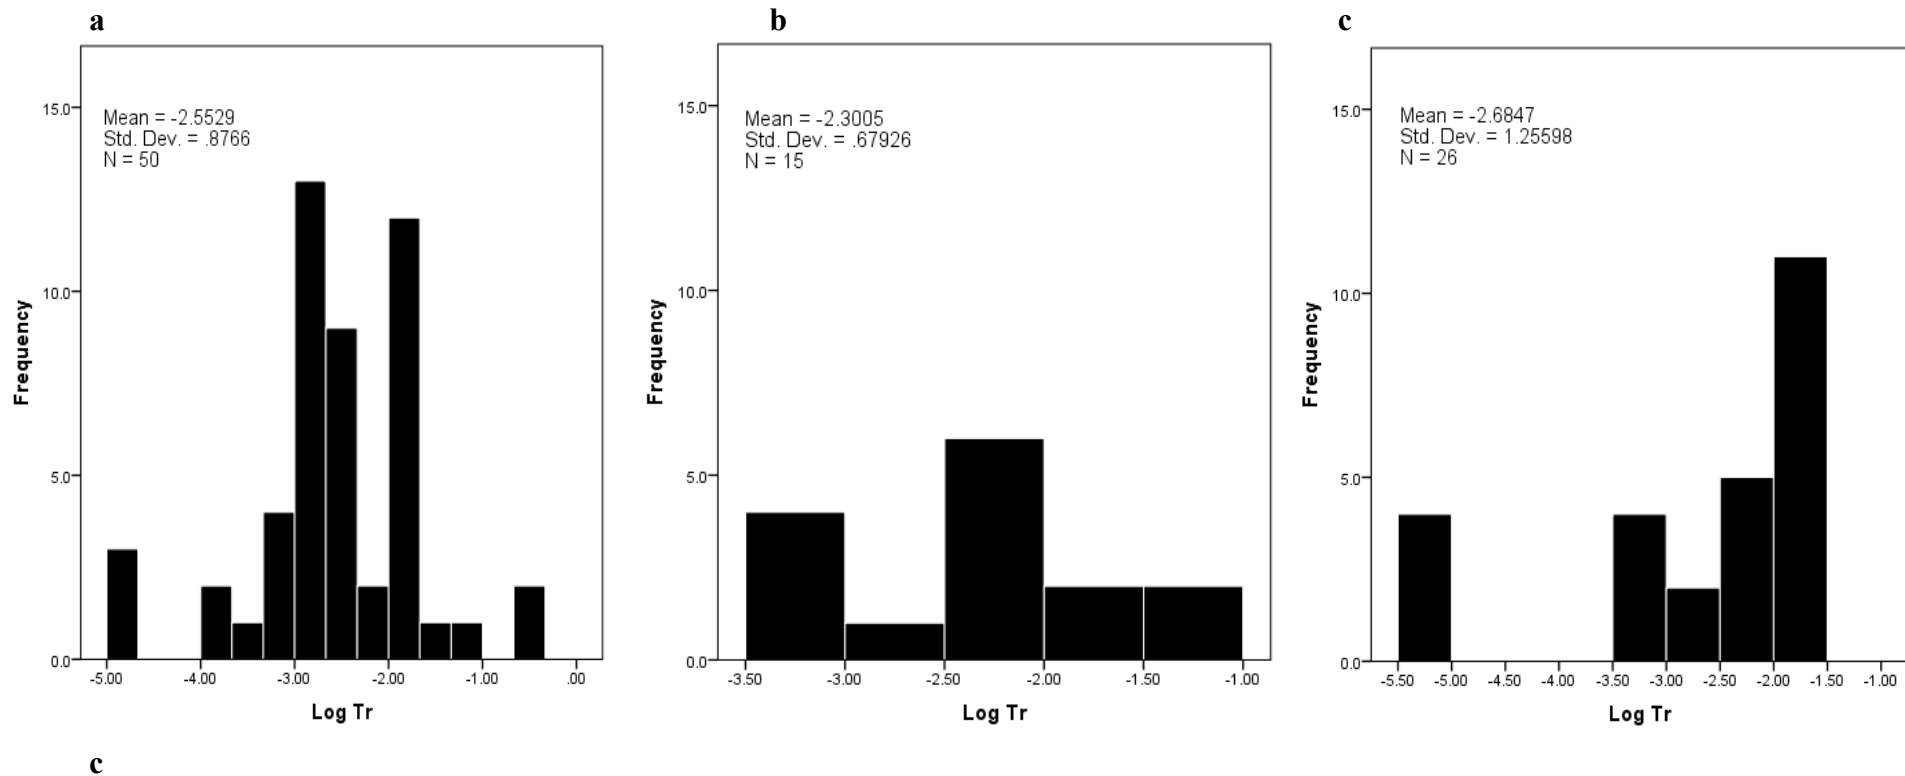 a
Mean = -2.5529
Std. Dev. = .8766
N = 50
15.0
10.0
5.0
0.0
Frequency
-5.00 -4.00 -3.00 -2.00 -1.00 .00
Log Tr
b
Mean = -2.3005
Std. Dev. = .67926
N = 15
15.0
10.0
5.0
0.0
Frequency
-3.50 -3.00 -2.50 -2.00 -1.50 -1.00
Log Tr
c
Mean = -2.6847
Std. Dev. = 1.25598
N = 26
15.0
10.0
5.0
0.0
Frequency
-5.50 -5.00 -4.50 -4.00 -3.50 -3.00 -2.50 -2.00 -1.50 -1.00
Log Tr
c